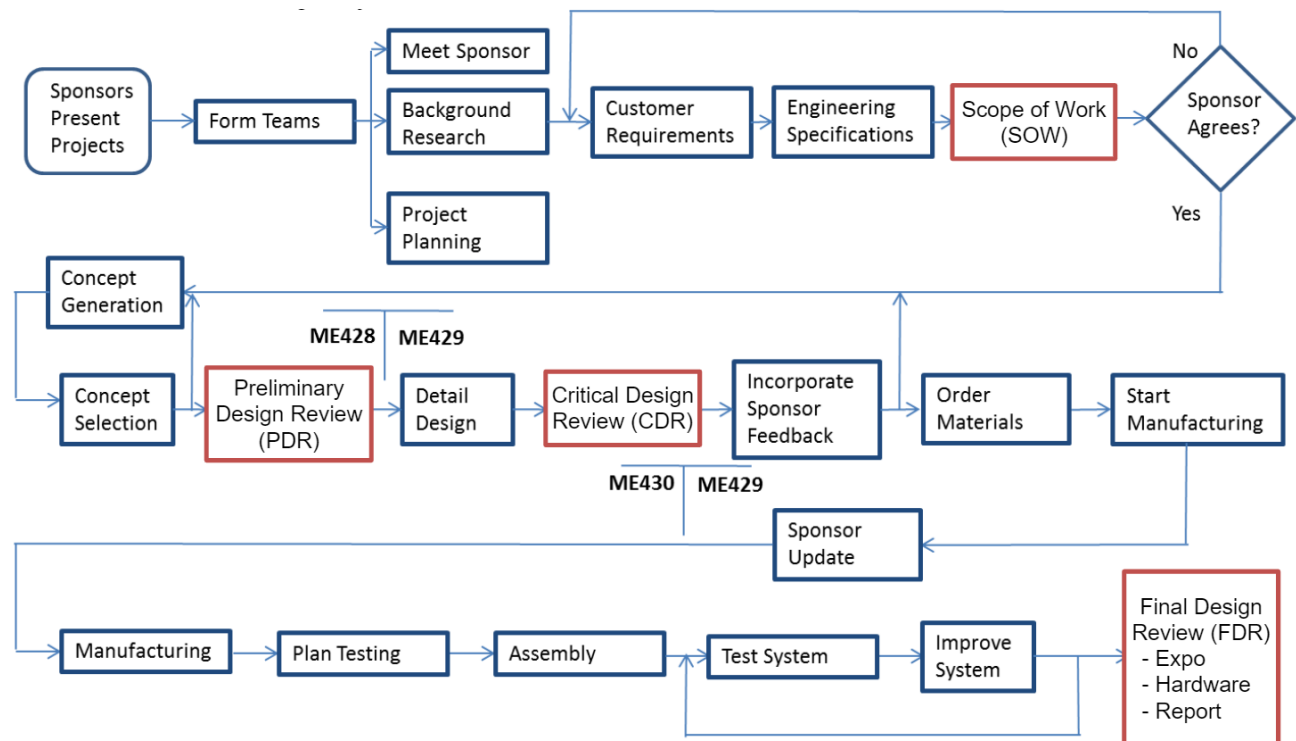 Meet Sponsor
No
Sponsors
Present
Projects
Form Teams
Background
Research
Customer
Requirements
Engineering
Specifications
Scope of Work
(SOW)
Sponsor
Agrees?
Project
Planning
Yes
Concept
Generation
ME428
ME429
Concept
Selection
Preliminary
Design Review
(PDR)
Detail
Design
Critical Design
Review (CDR)
Incorporate
Sponsor
Feedback
Order
Materials
Start
Manufacturing
ME430
ME429
Sponsor
Update
Manufacturing
Plan Testing
Assembly
Test System
Improve
System
Final Design
Review (FDR)
- Expo
- Hardware
- Report